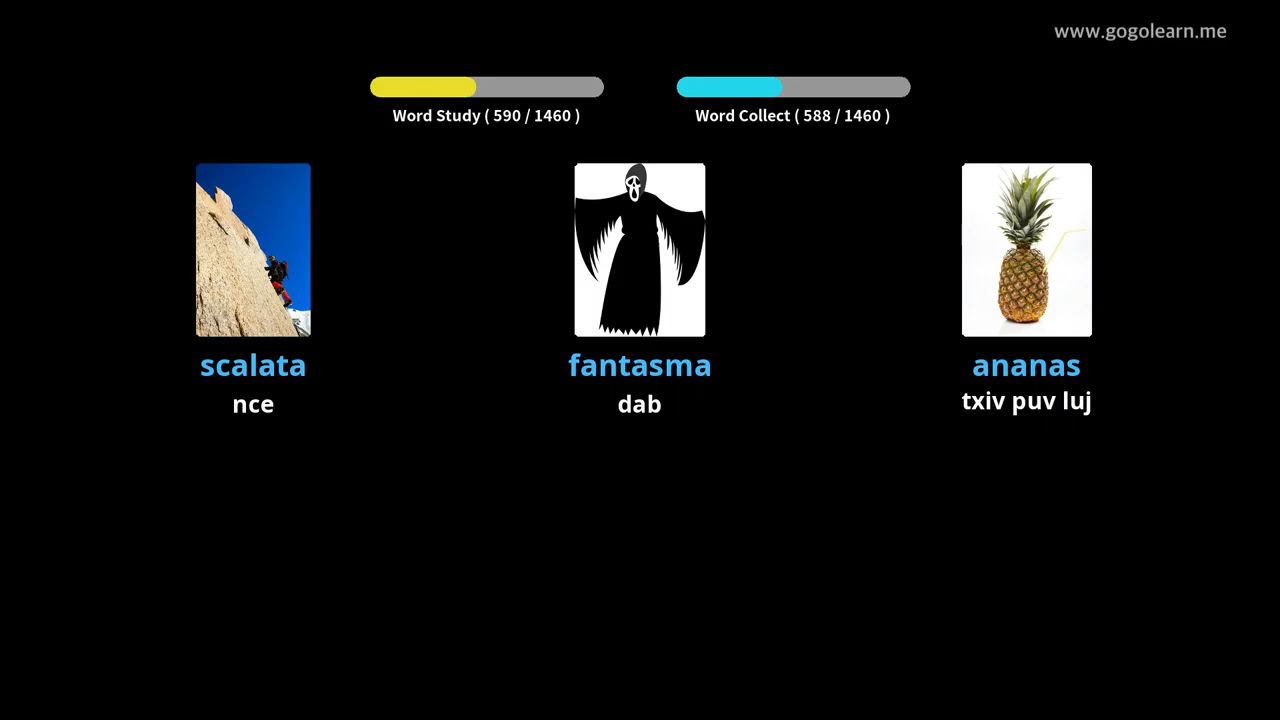 www.gogolearn.me
Word Study ( 590 / 1460 )
Word Collect ( 588 / 1460 )
scalata
nce
fantasma
dab
ananas
txiv puv luj